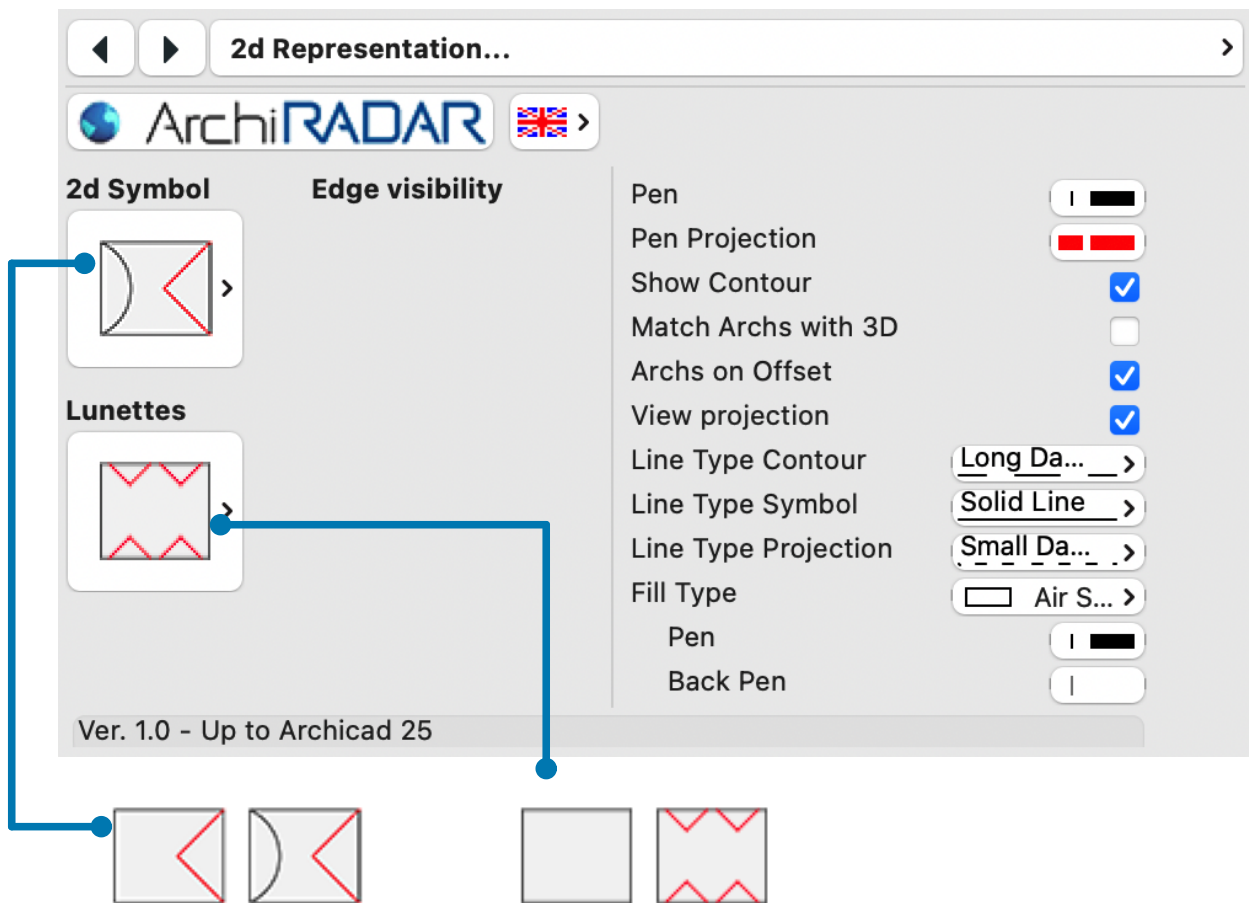 2d Representation...
ArchiRADAR
2d Symbol
Edge visibility
Lunettes
Pen
Pen Projection
Show Contour
Match Archs with 3D
Archs on Offset
View projection
Line Type Contour Long Da...
Line Type Symbol Solid Line
Line Type Projection Small Da...
Fill Type Air S...
Pen
Back Pen
Ver. 1.0 - Up to Archicad 25